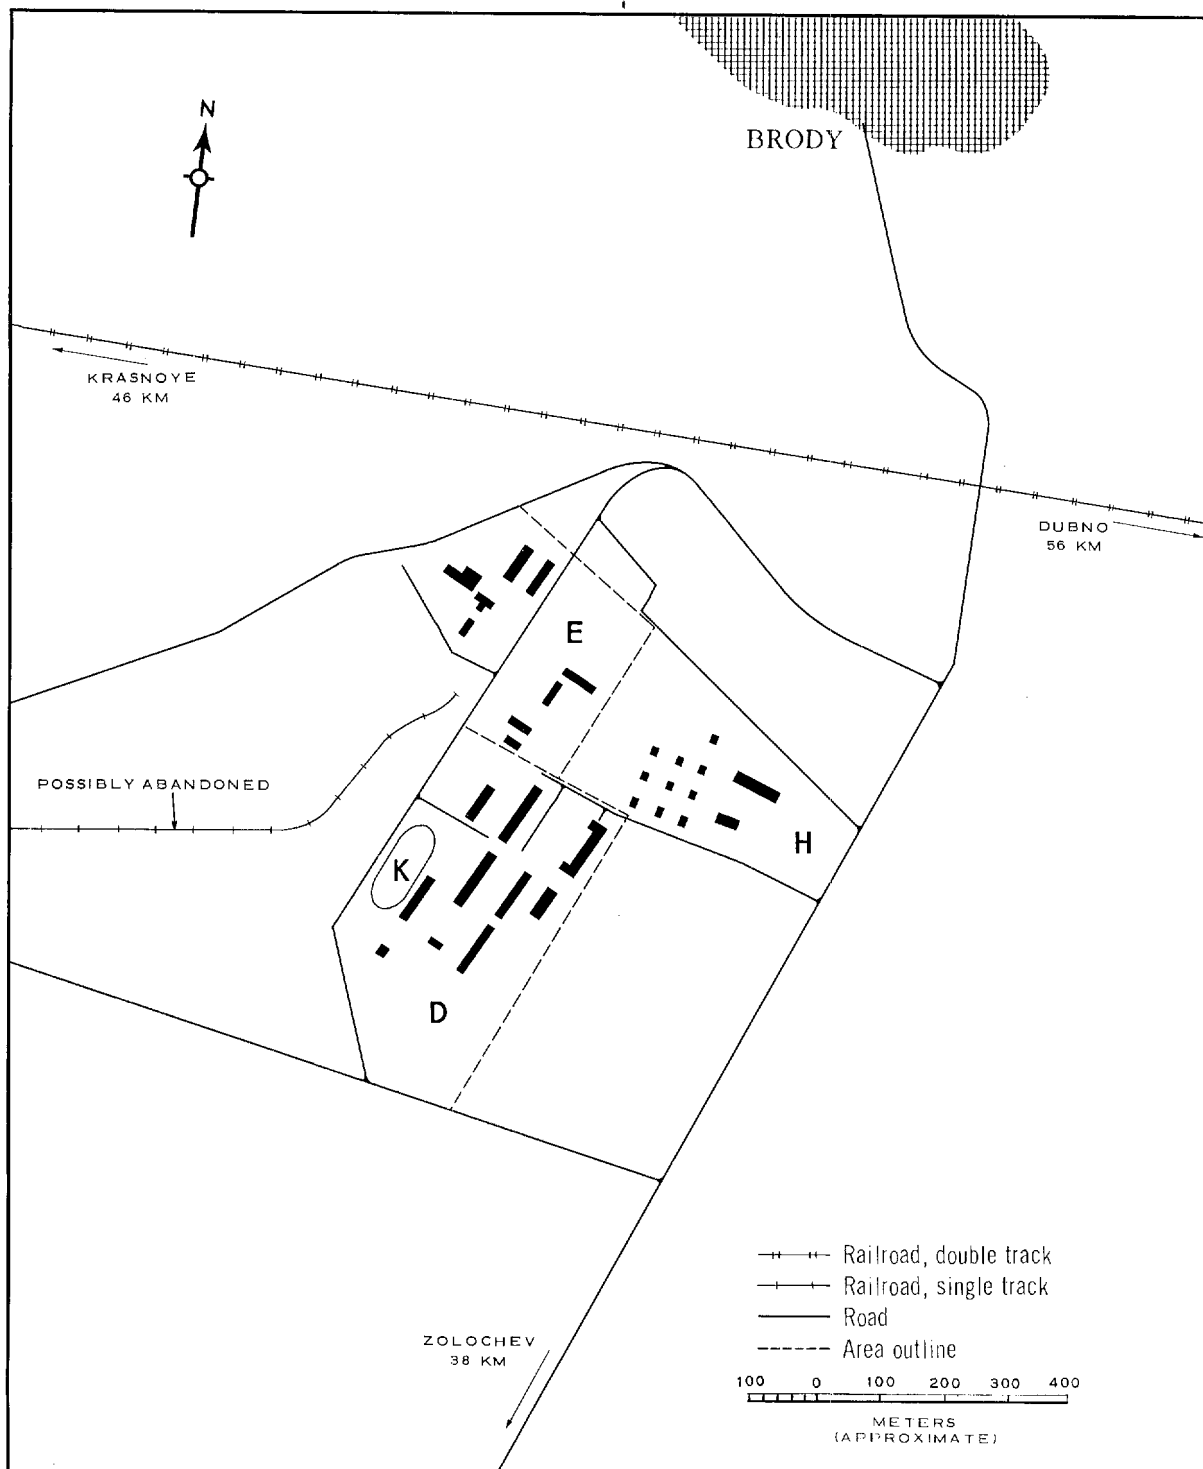 N
BRODY
KRASNOYE
46 KM
DUBNO
56 KM
E
POSSIBLY ABANDONED
H
K
D
ZOLOCHEV
38 KM
Railroad, double track
Railroad, single track
Road
Area outline
100 0 100 200 300 400
METERS
(APPROXIMATE)